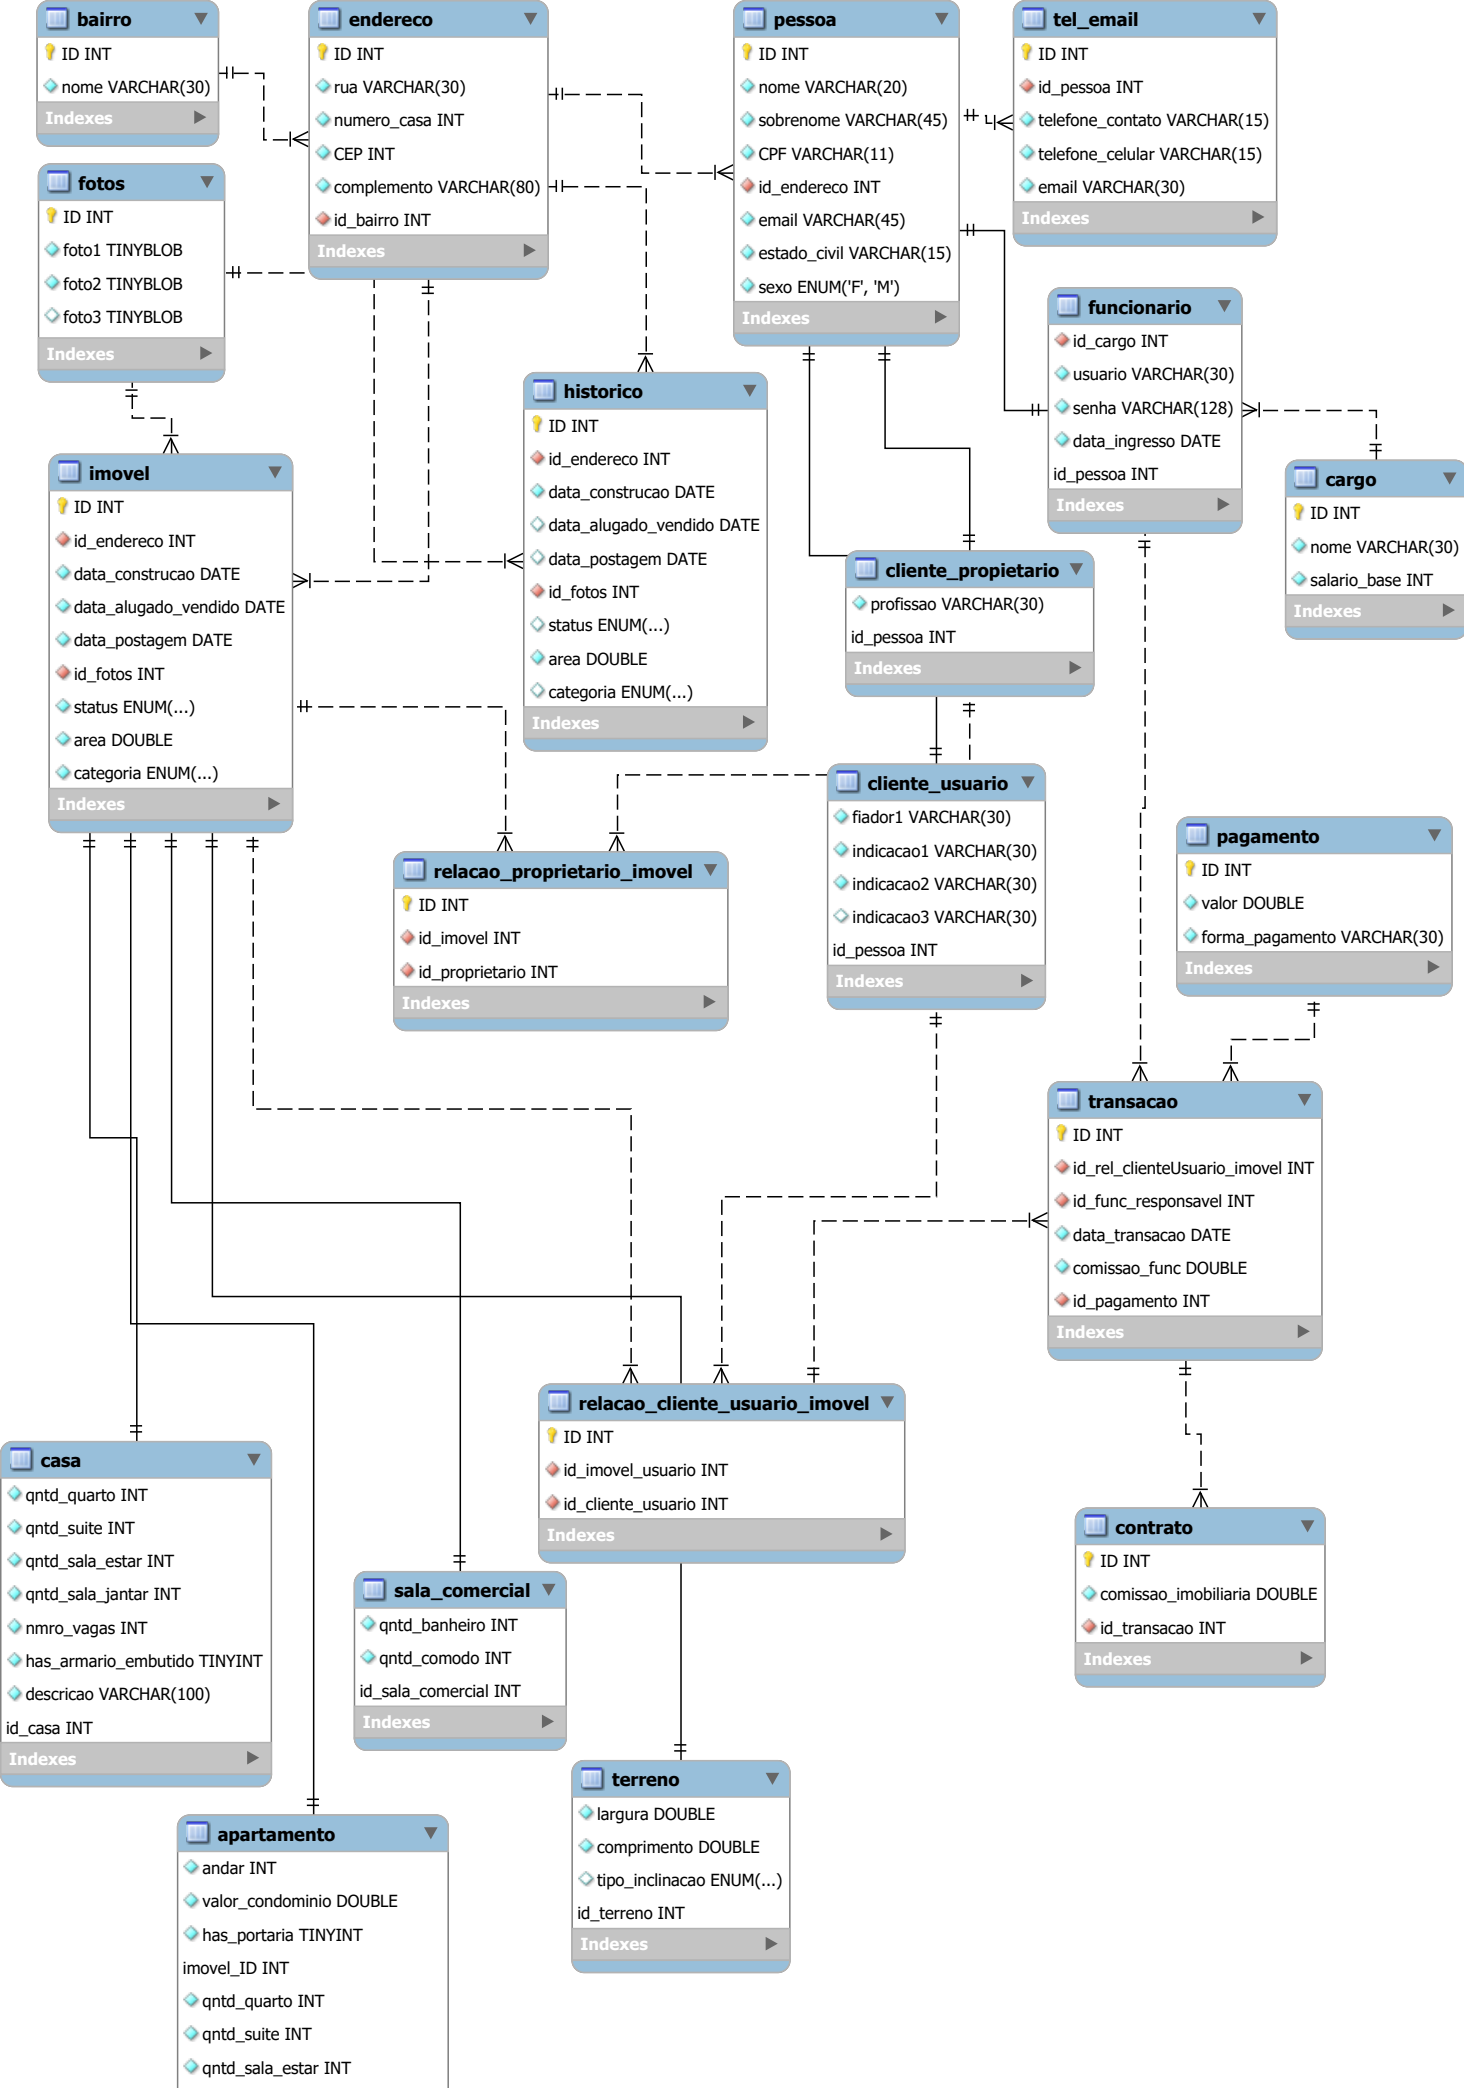 bairro
ID INT
nome VARCHAR(30)
Indexes
endereco
ID INT
rua VARCHAR(30)
numero_casa INT
CEP INT
complemento VARCHAR(80)
id_bairro INT
Indexes
pessoa
ID INT
nome VARCHAR(20)
sobrenome VARCHAR(45)
CPF VARCHAR(11)
id_endereco INT
email VARCHAR(45)
estado_civil VARCHAR(15)
sexo ENUM('F', 'M')
Indexes
tel_email
ID INT
id_pessoa INT
telefone_contato VARCHAR(15)
telefone_celular VARCHAR(15)
email VARCHAR(30)
Indexes
fotos
ID INT
foto1 TINYBLOB
foto2 TINYBLOB
foto3 TINYBLOB
Indexes
funcionario
id_cargo INT
usuario VARCHAR(30)
senha VARCHAR(128)
data_ingresso DATE
id_pessoa INT
Indexes
historico
ID INT
id_endereco INT
data_construcao DATE
data_alugado_vendido DATE
data_postagem DATE
id_fotos INT
status ENUM(...)
area DOUBLE
categoria ENUM(...)
Indexes
imovel
ID INT
id_endereco INT
data_construcao DATE
data_alugado_vendido DATE
data_postagem DATE
id_fotos INT
status ENUM(...)
area DOUBLE
categoria ENUM(...)
Indexes
cargo
ID INT
nome VARCHAR(30)
salario_base INT
Indexes
cliente_propietario
profissao VARCHAR(30)
id_pessoa INT
Indexes
cliente_usuario
fiador1 VARCHAR(30)
indicacao1 VARCHAR(30)
indicacao2 VARCHAR(30)
indicacao3 VARCHAR(30)
id_pessoa INT
Indexes
pagamento
ID INT
valor DOUBLE
forma_pagamento VARCHAR(30)
Indexes
relacao_proprietario_imovel
ID INT
id_imovel INT
id_proprietario INT
Indexes
transacao
ID INT
id_rel_clienteUsuario_imovel INT
id_func_responsavel INT
data_transacao DATE
comissao_func DOUBLE
id_pagamento INT
Indexes
relacao_cliente_usuario_imovel
ID INT
id_imovel_usuario INT
id_cliente_usuario INT
Indexes
casa
qntd_quarto INT
qntd_suite INT
qntd_sala_estar INT
qntd_sala_jantar INT
nmro_vagas INT
has_armario_embutido TINYINT
descricao VARCHAR(100)
id_casa INT
Indexes
contrato
ID INT
comissao_imobiliaria DOUBLE
id_transacao INT
Indexes
sala_comercial
qntd_banheiro INT
qntd_comodo INT
id_sala_comercial INT
Indexes
terreno
largura DOUBLE
comprimento DOUBLE
tipo_inclinacao ENUM(...)
id_terreno INT
Indexes
apartamento
andar INT
valor_condominio DOUBLE
has_portaria TINYINT
imovel_ID INT
qntd_quarto INT
qntd_suite INT
qntd_sala_estar INT